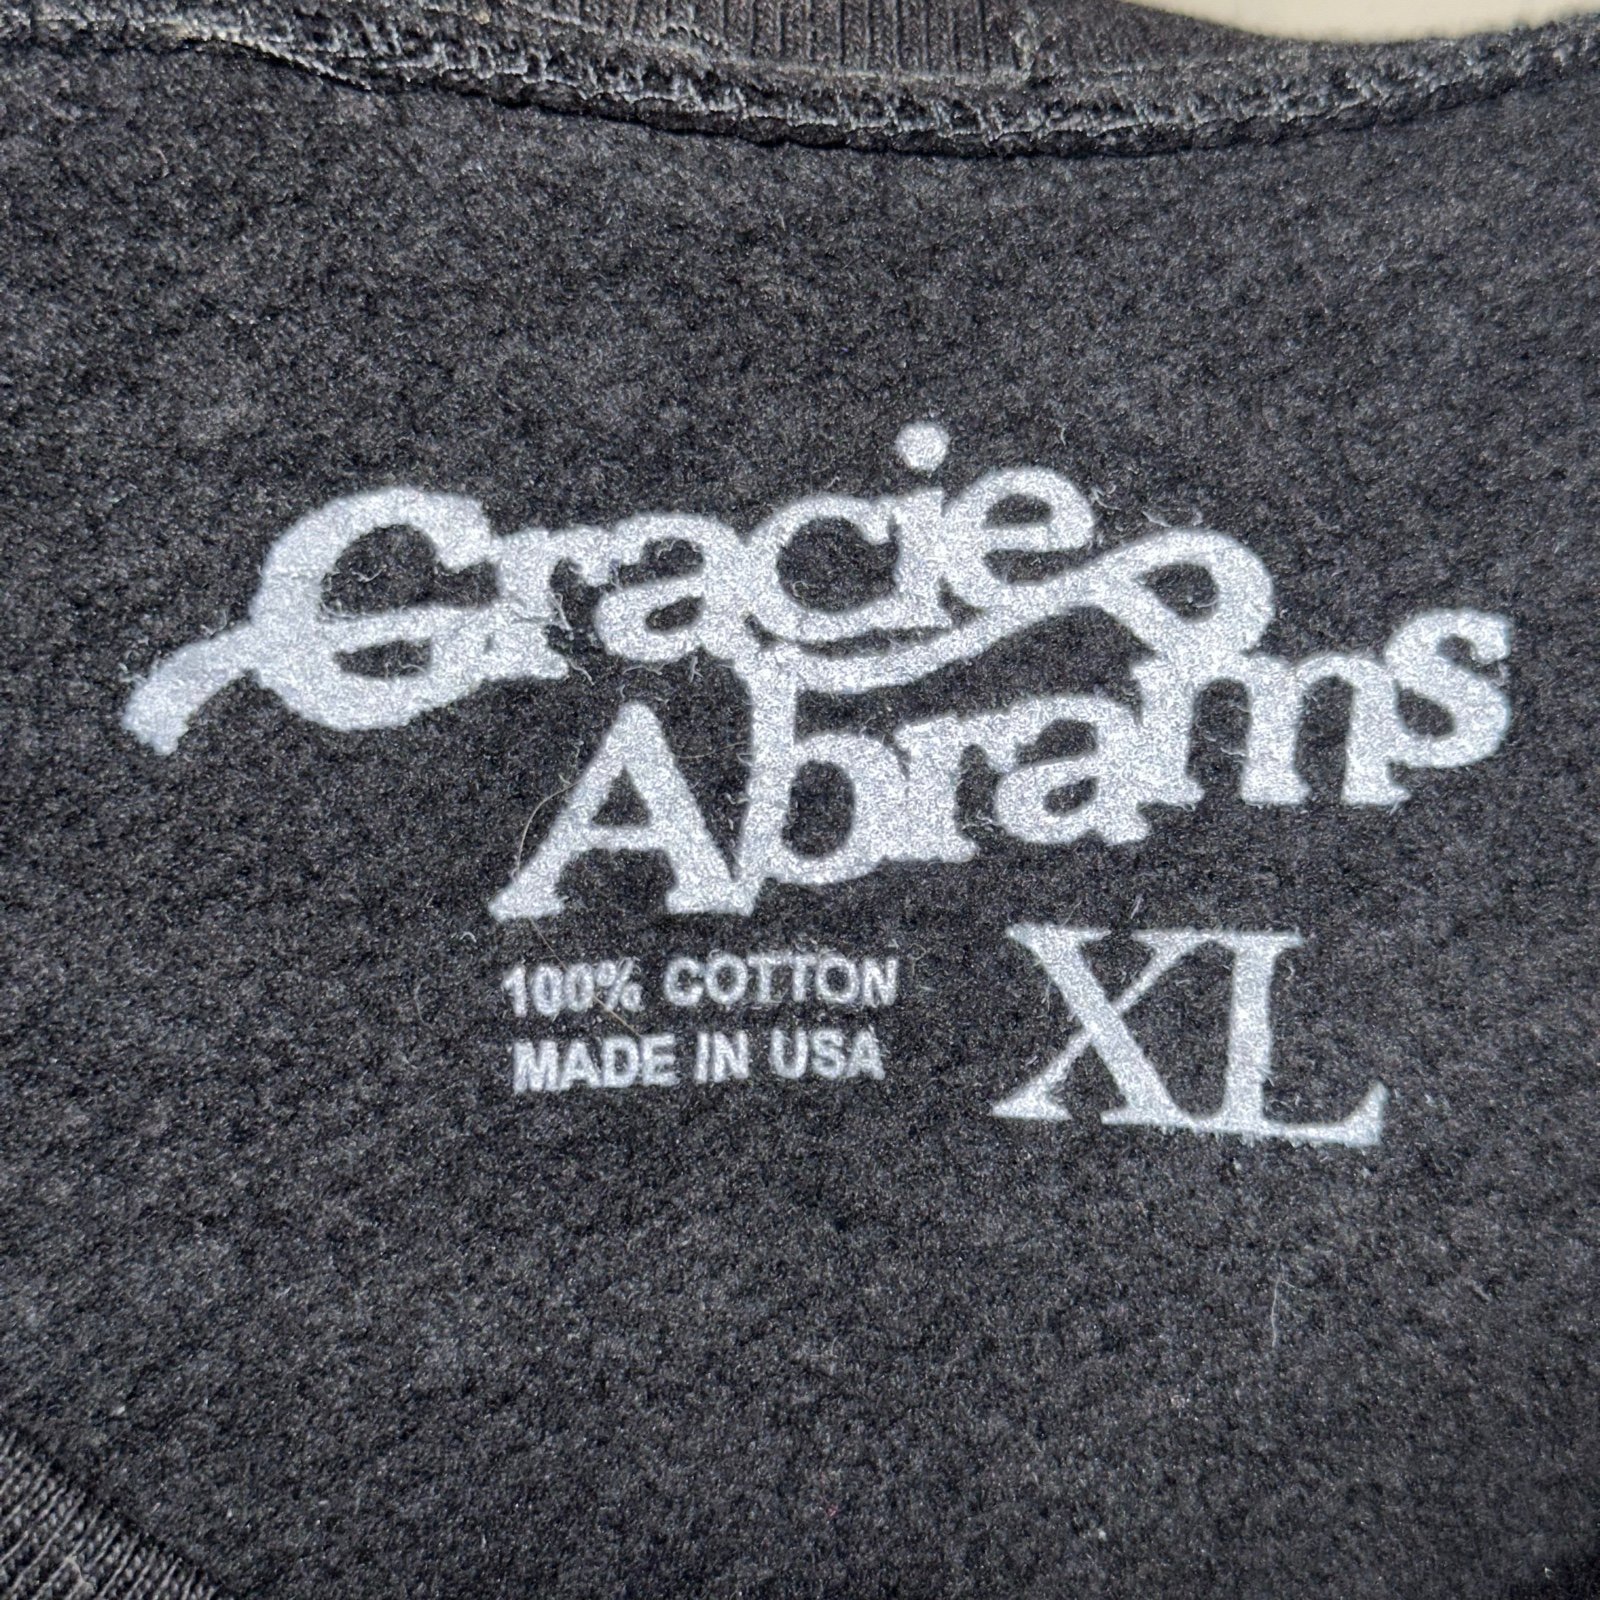 Gracie
Abrams
100% COTTON
MADE IN USA
XL